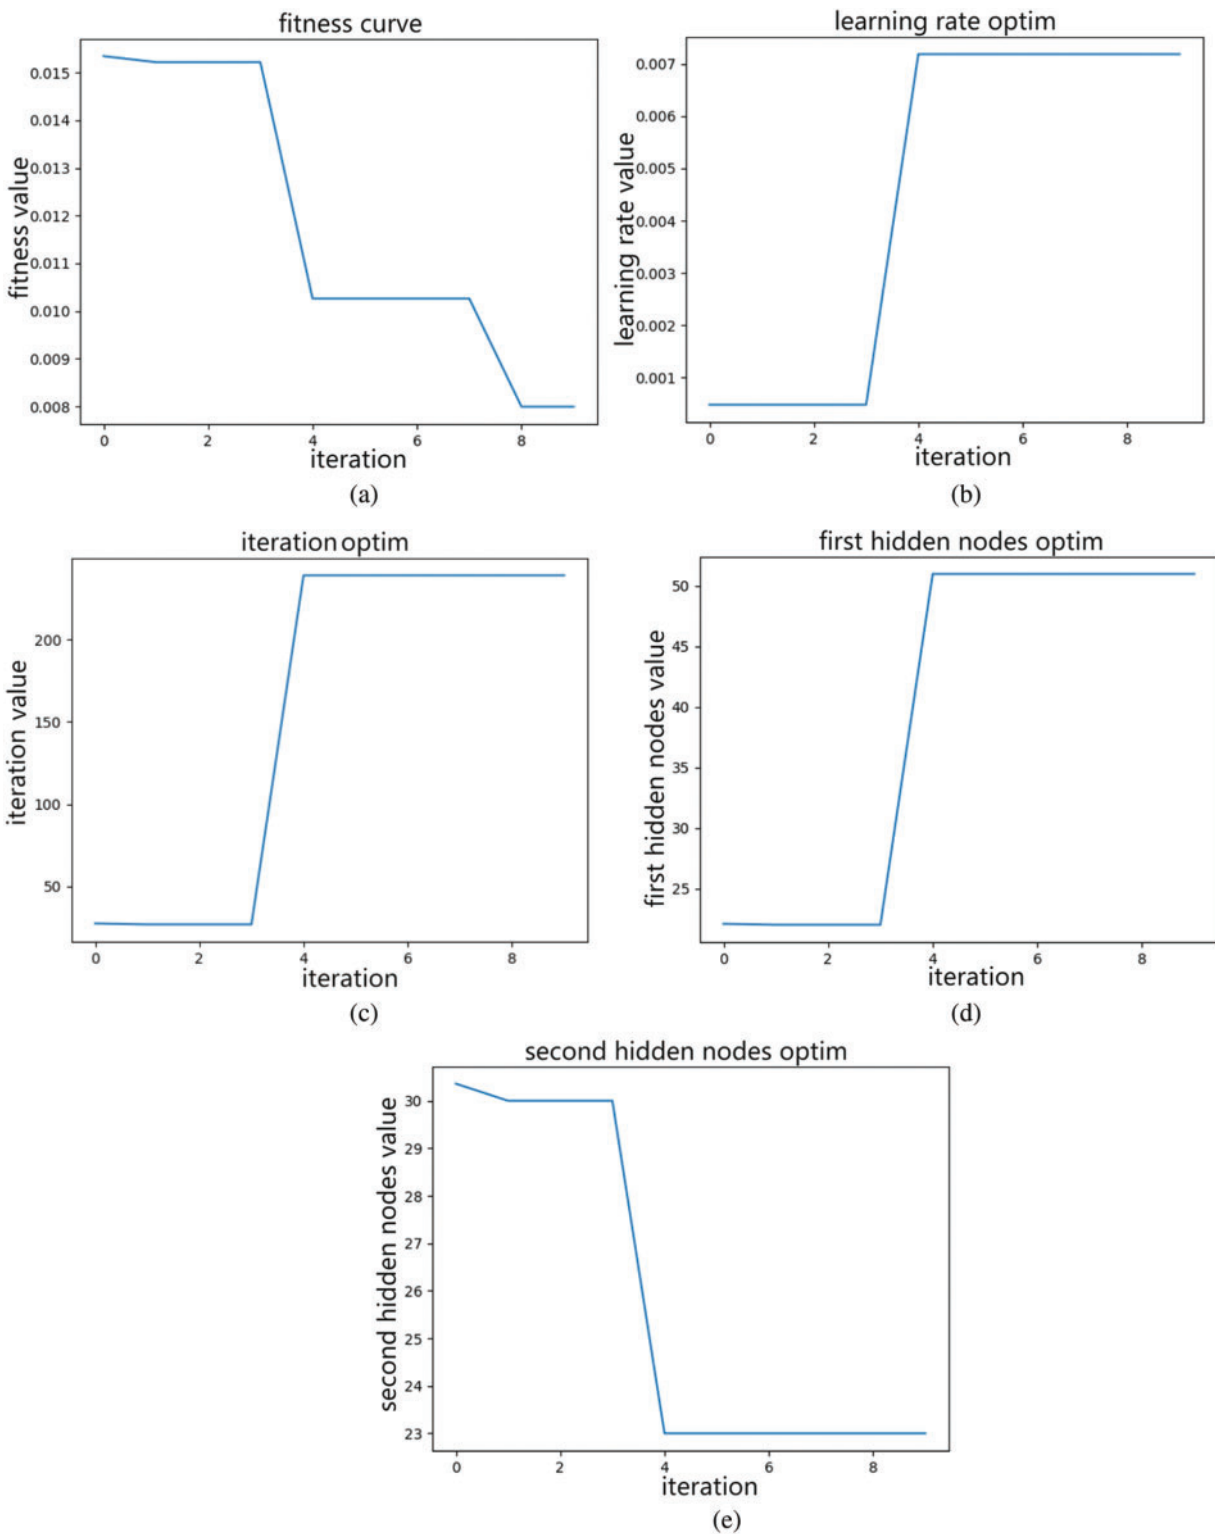 fitness curve
fitness value
0.015
0.014
0.013
0.012
0.011
0.010
0.009
0.008
0 2 4 6 8
iteration
(a)
learning rate optim
learning rate value
0.007
0.006
0.005
0.004
0.003
0.002
0.001
0 2 4 6 8
iteration
(b)
iteration optim
iteration value
200
150
100
50
0 2 4 6 8
iteration
(c)
first hidden nodes optim
first hidden nodes value
50
45
40
35
30
25
0 2 4 6 8
iteration
(d)
second hidden nodes optim
second hidden nodes value
30
29
28
27
26
25
24
23
0 2 4 6 8
iteration
(e)